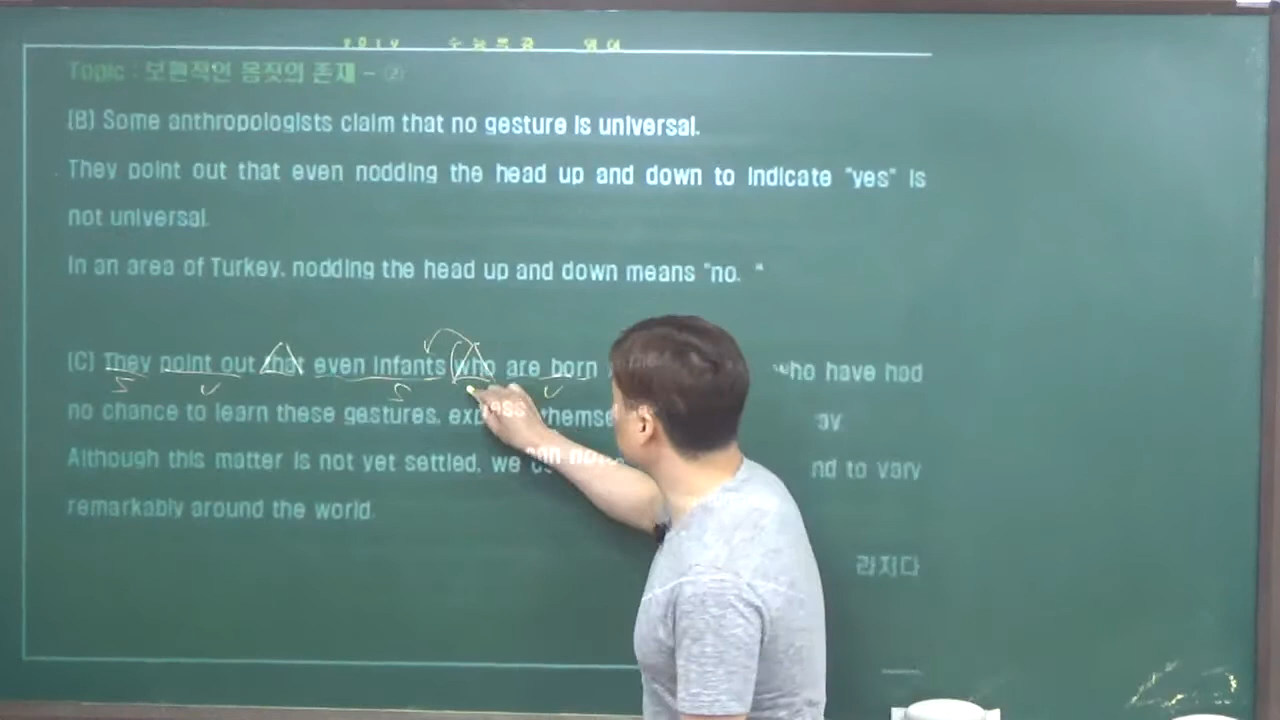 2019 수능특강 영어
Topic : 보편적인 몸짓의 존재 - ②
(B) Some anthropologists claim that no gesture is universal.
They point out that even nodding the head up and down to indicate "yes" is
not universal.
In an area of Turkey, nodding the head up and down means "no. "
(C) They point out that even infants who are born who have had
S V S V
no chance to learn these gestures, express themse ay
Although this matter is not yet settled, we can nd to vary
remarkably around the world.
라지다